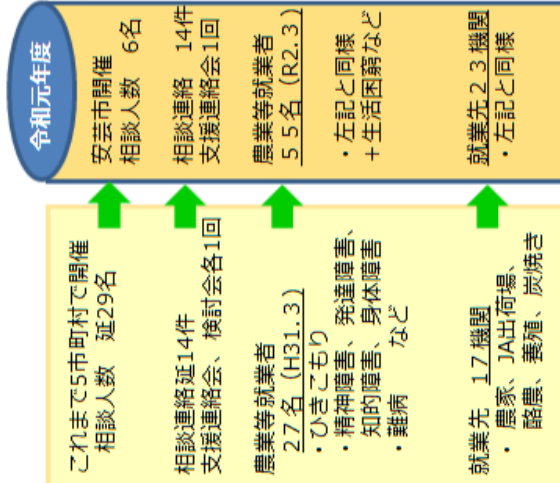 これまで5市町村で開催
相談人数　延29名
相談連絡延14件
支援連絡会、検討会各1回
農業等就業者
27名（H31.3）
・ひきこもり
・精神障害、発達障害、
知的障害、身体障害
・難病　など
就業先　17機関
・農家、JA出荷場、
酪農、養殖、炭焼き
令和元年度
安芸市開催
相談人数　6名
相談連絡　14件
支援連絡会1回
農業等就業者
55名（R2.3）
・左記と同様
＋生活困窮など
就業先23機関
・左記と同様